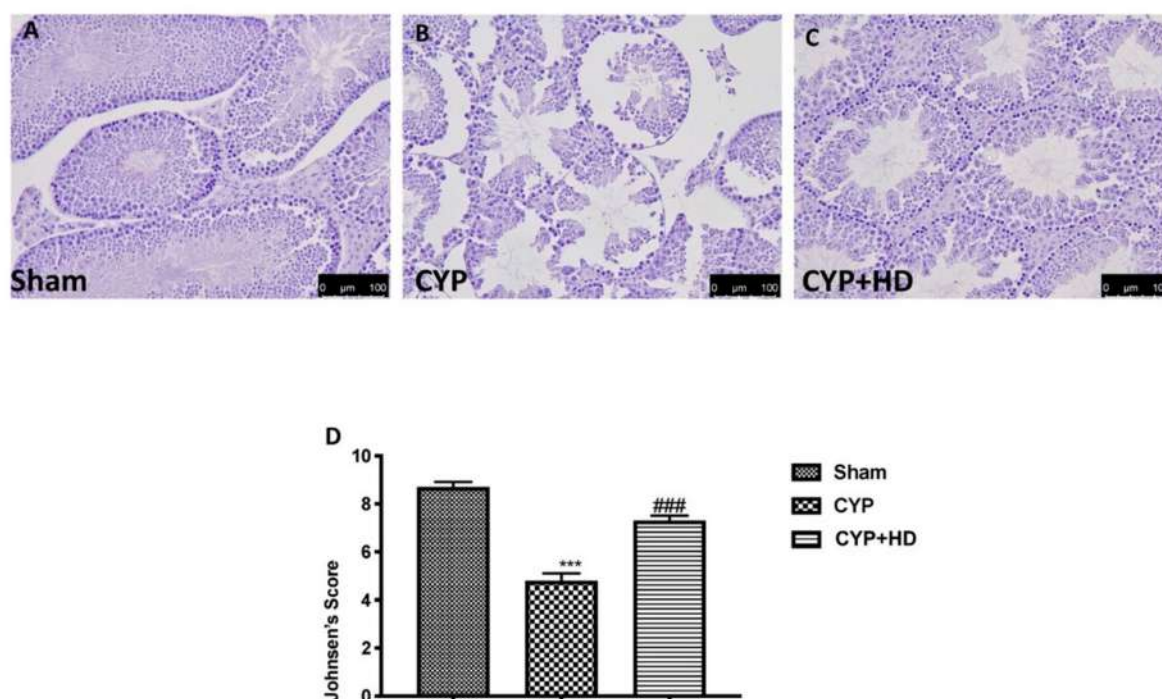 A
B
C
Sham
0 µm 100
CYP
0 µm 100
CYP+HD
0 µm 10
D
10
8
6
4
2
0
Johnsen's Score
***
###
Sham
CYP
CYP+HD